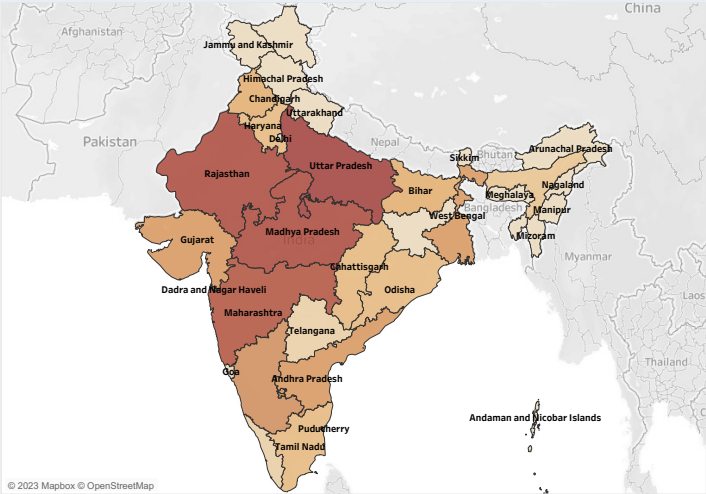 China
Afghanistan
Jammu and Kashmir
Himachal Pradesh
Chandigarh
Uttarakhand
Haryana
Delhi
Pakistan
Nepal
Arunachal Pradesh
Sikkim
Bhutan
Uttar Pradesh
Rajasthan
Bihar
Nagaland
Meghalaya
Bangladesh
Manipur
West Bengal
Madhya Pradesh
India
Mizoram
Gujarat
Myanmar
Chhattisgarh
Dadra and Nagar Haveli
Odisha
Laos
Maharashtra
Telangana
Thailand
Goa
Andhra Pradesh
Andaman and Nicobar Islands
Puducherry
Tamil Nadu
© 2023 Mapbox © OpenStreetMap